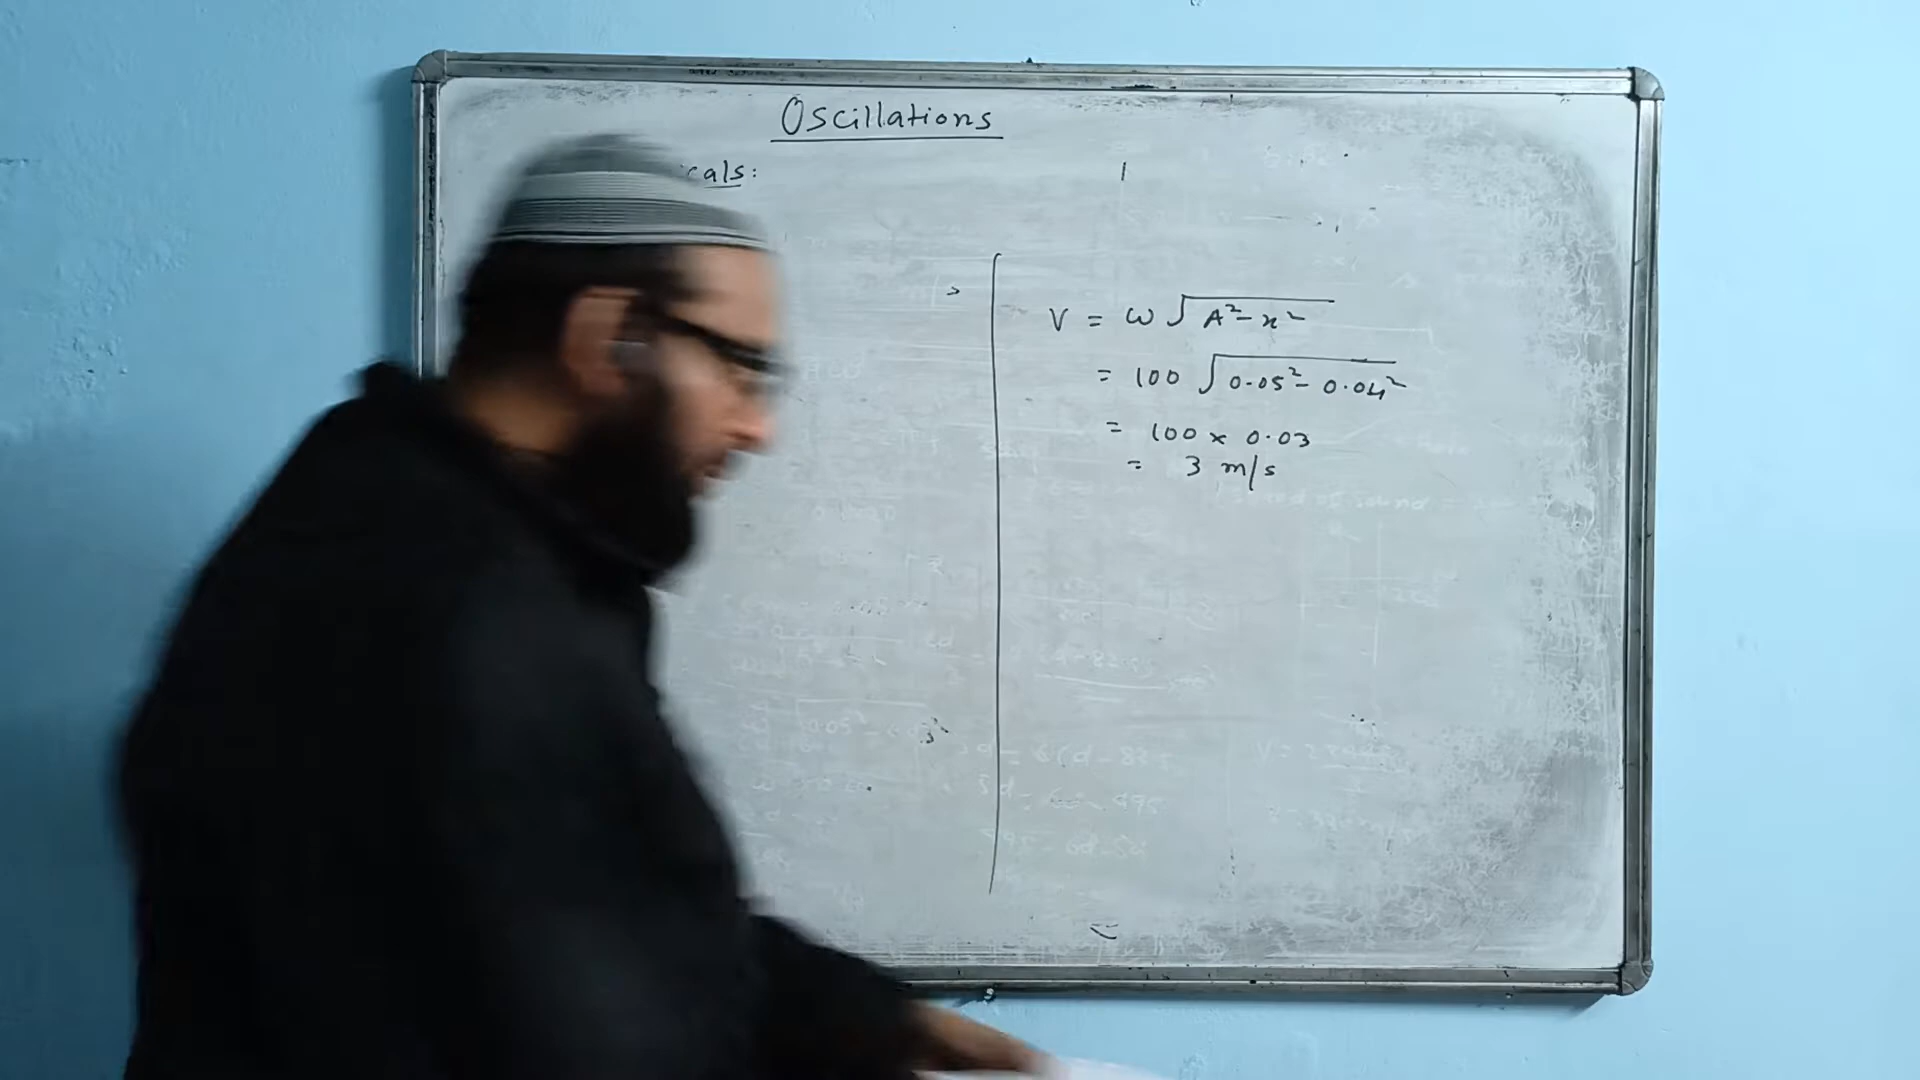 Oscillations
cals:
V = ω √A² - x²
= 100 √0.05² - 0.04²
= 100 × 0.03
= 3 m/s